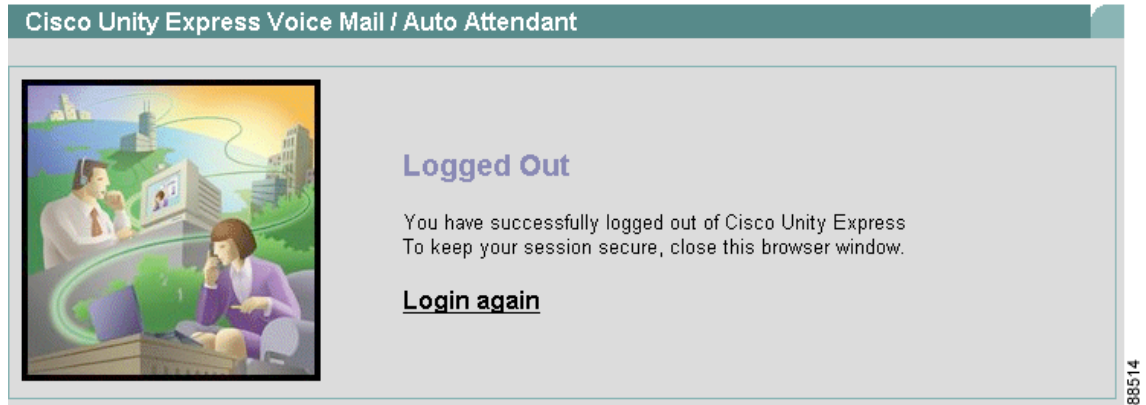 Cisco Unity Express Voice Mail / Auto Attendant
Logged Out
You have successfully logged out of Cisco Unity Express
To keep your session secure, close this browser window.
Login again
88514